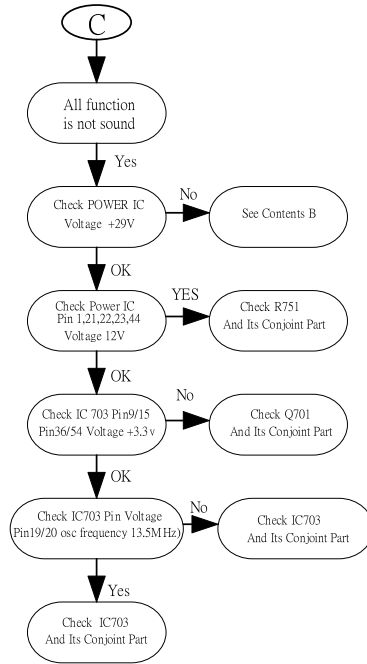 C
All function
is not sound
Yes
Check POWER IC
Voltage +29V
No
See Contents B
OK
Check Power IC
Pin 1,21,22,23,44
Voltage 12V
YES
Check R751
And Its Conjoint Part
OK
Check IC 703 Pin9/15
Pin36/54 Voltage +3.3v
No
Check Q701
And Its Conjoint Part
OK
Check IC703 Pin Voltage
Pin19/20 osc frequency 13.5MHz)
No
Check IC703
And Its Conjoint Part
Yes
Check IC703
And Its Conjoint Part